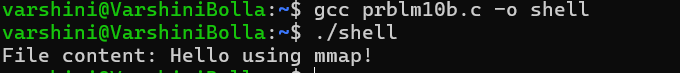 varshini@VarshiniBolla:~$ gcc prblm10b.c -o shell
varshini@VarshiniBolla:~$ ./shell
File content: Hello using mmap!